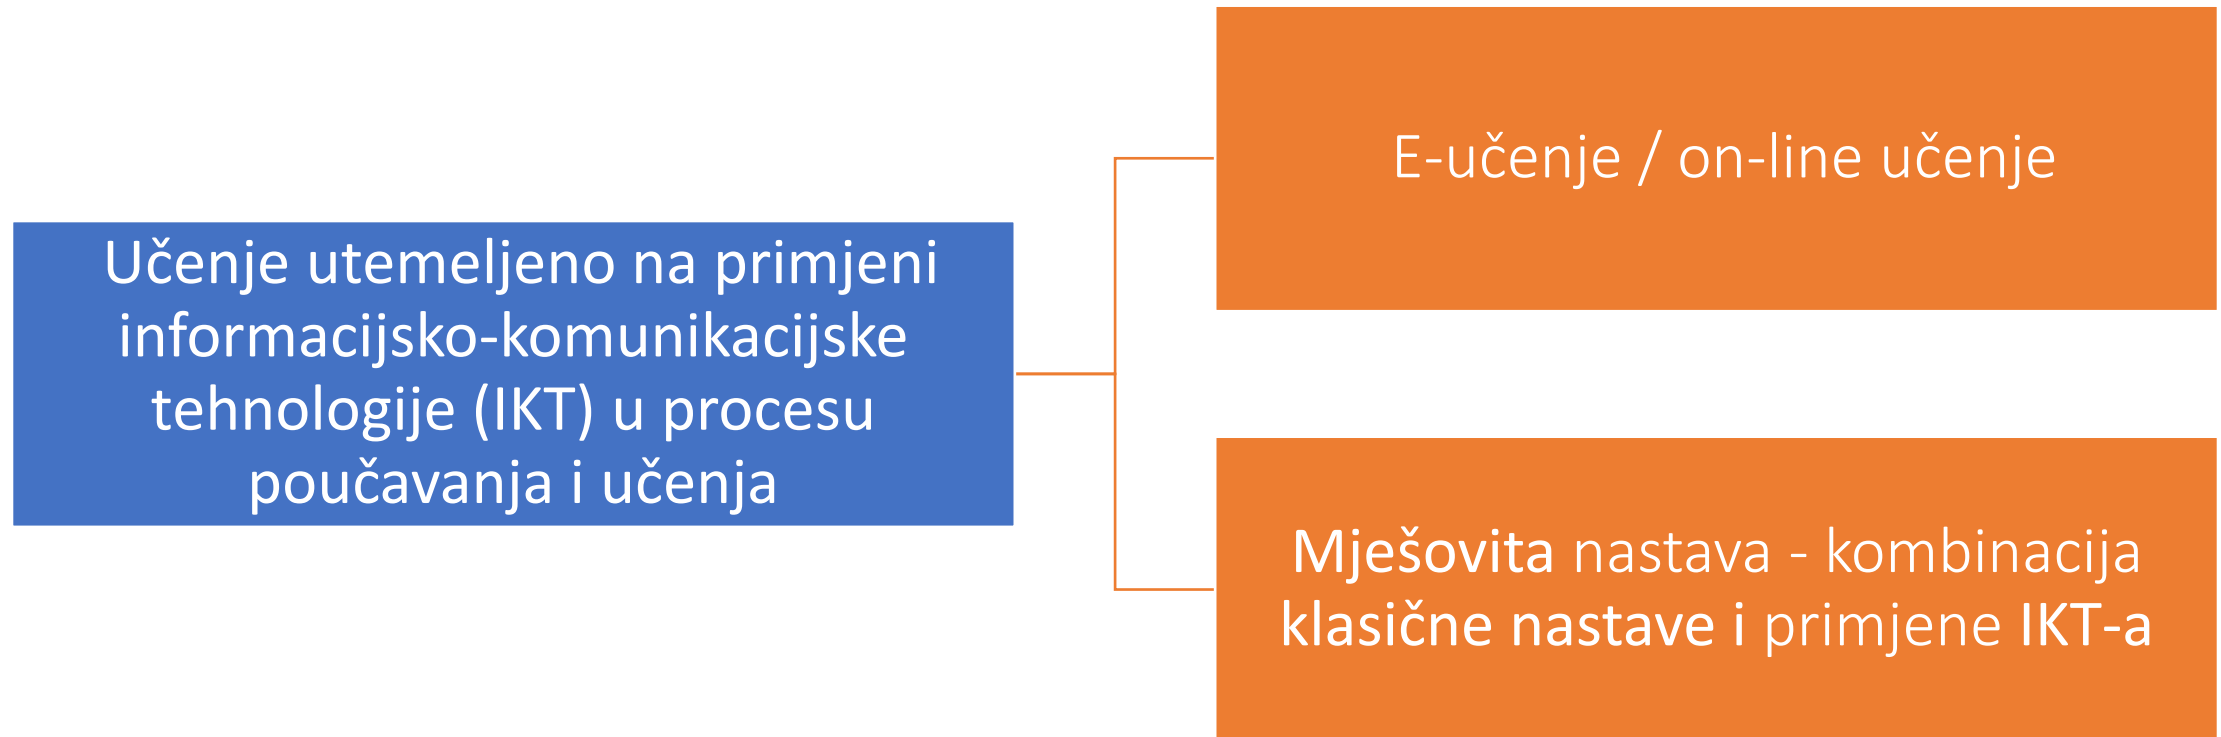 Učenje utemeljeno na primjeni
informacijsko-komunikacijske
tehnologije (IKT) u procesu
poučavanja i učenja
E-učenje / on-line učenje
Mješovita nastava - kombinacija
klasične nastave i primjene IKT-a